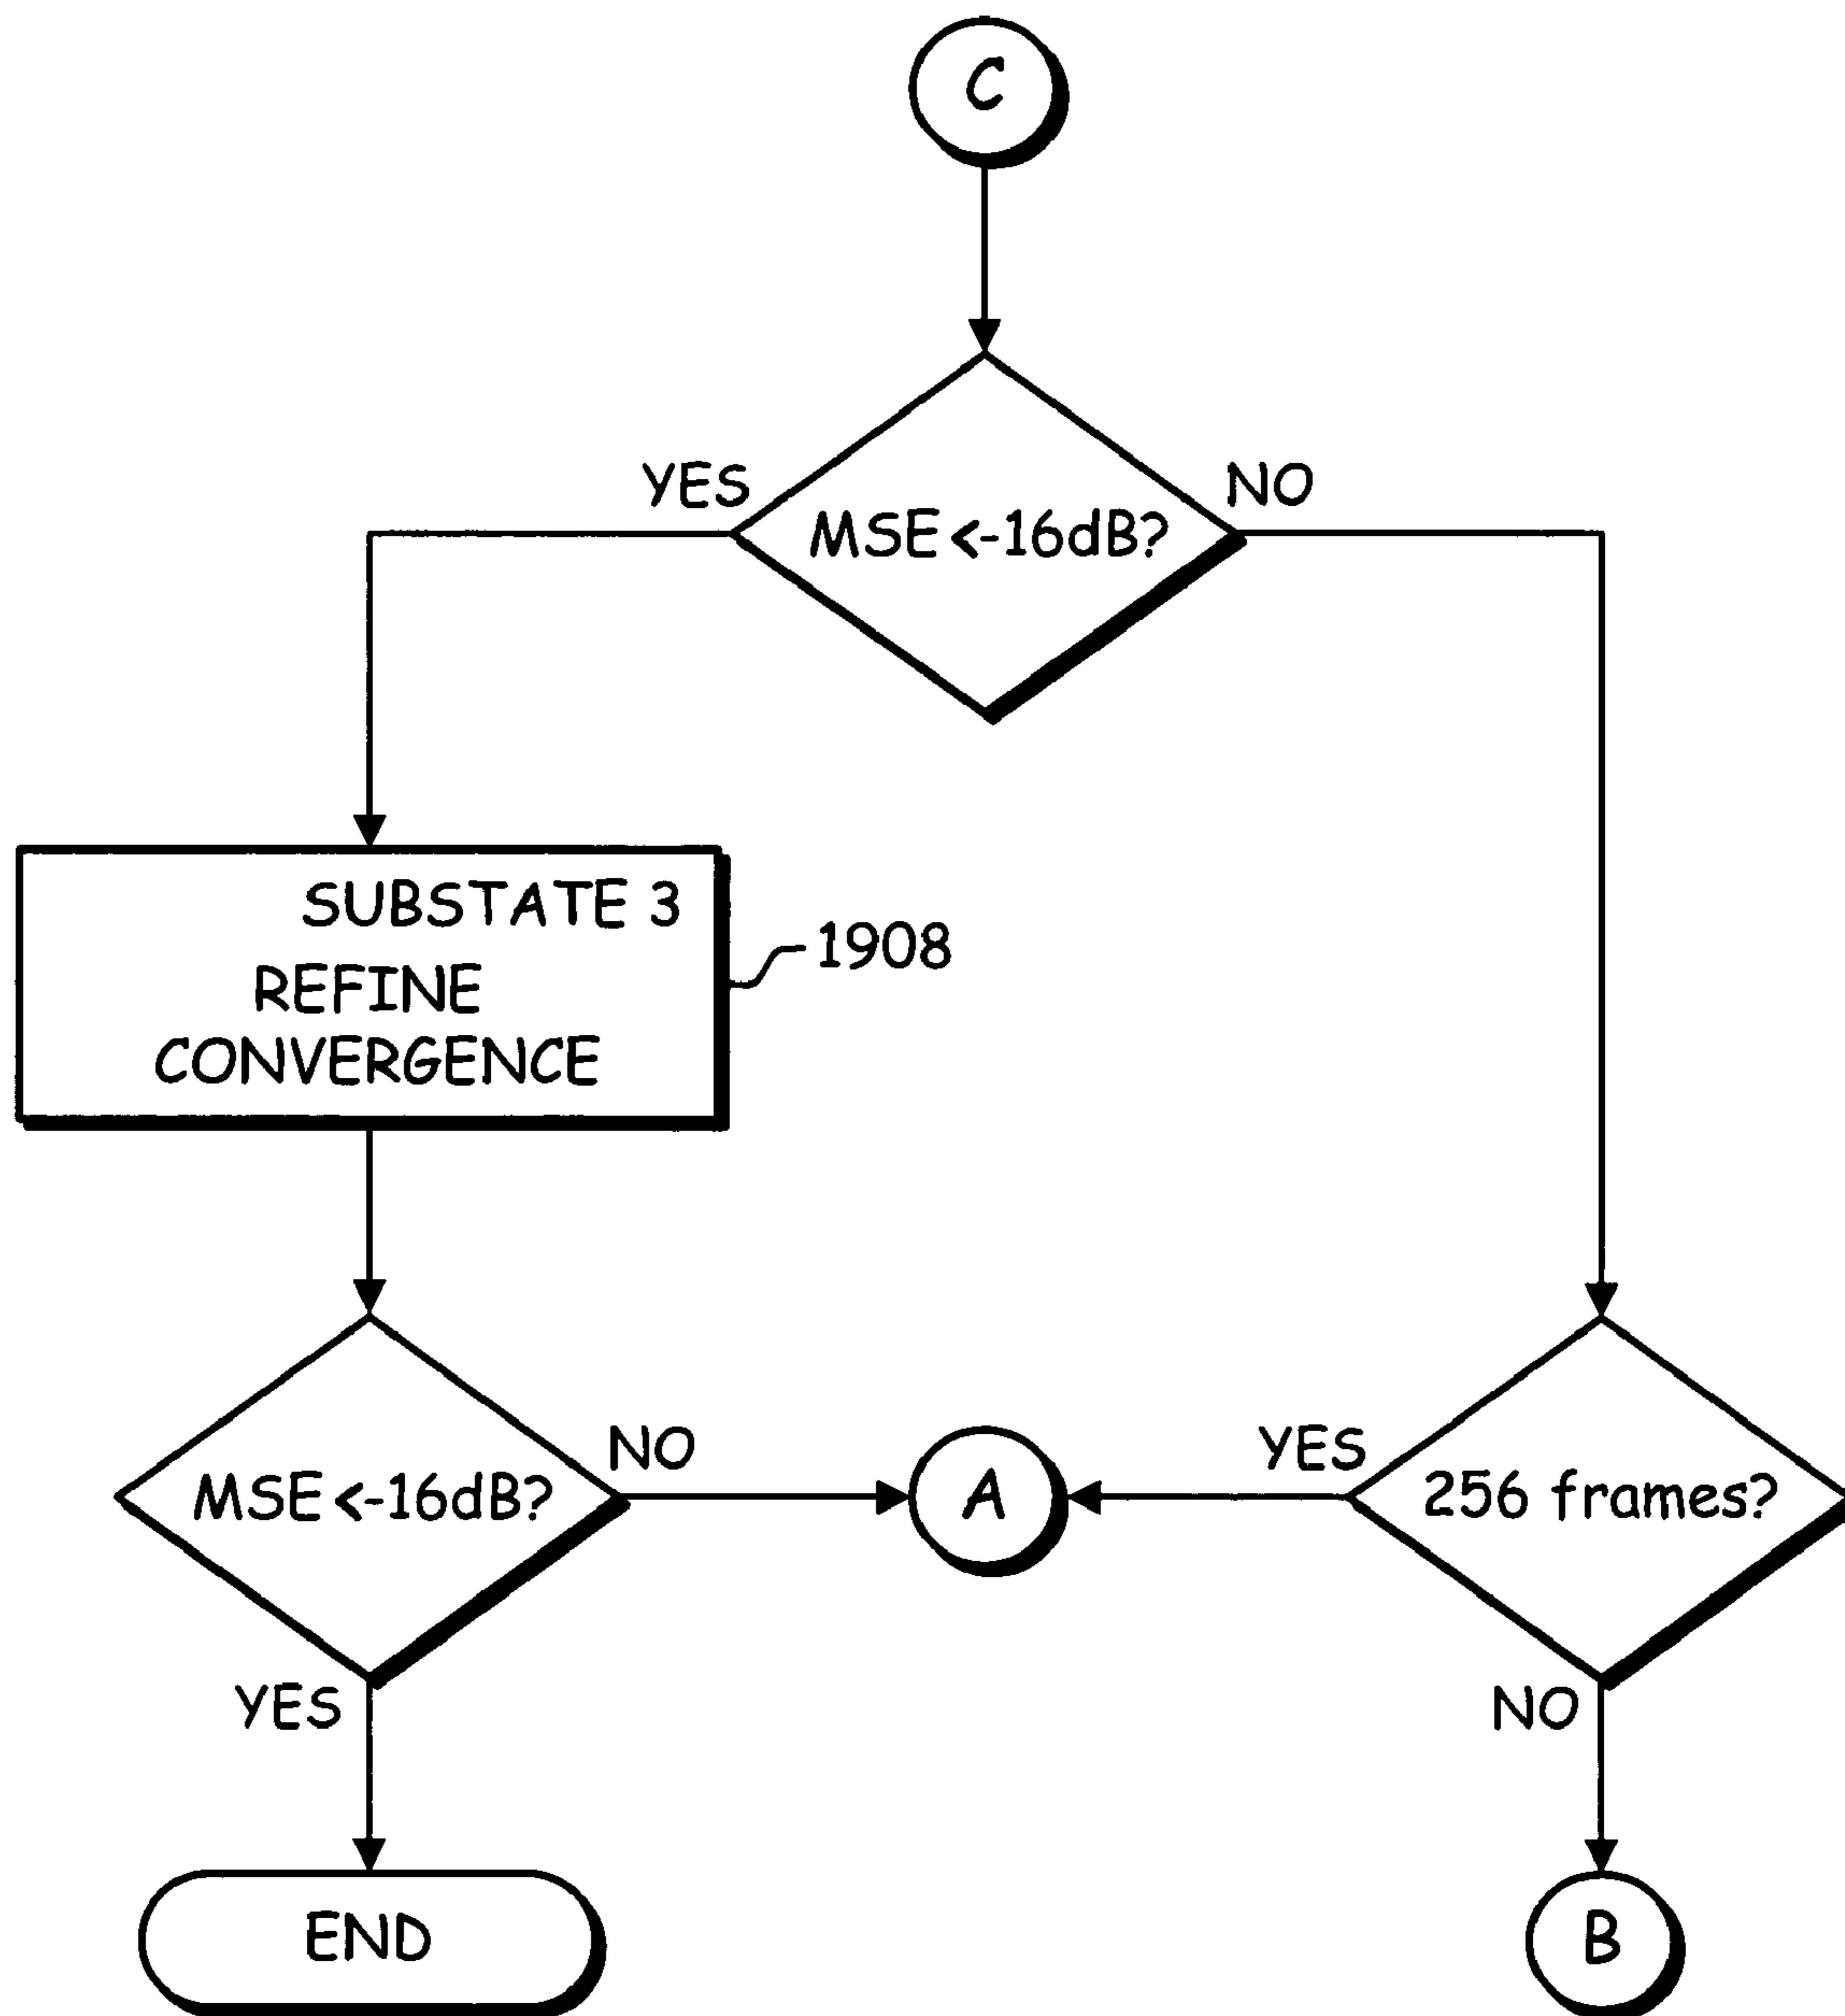 C
YES
NO
MSE <-16dB?
SUBSTATE 3
REFINE
CONVERGENCE
1908
NO
YES
MSE <-16dB?
A
256 frames?
YES
NO
END
B